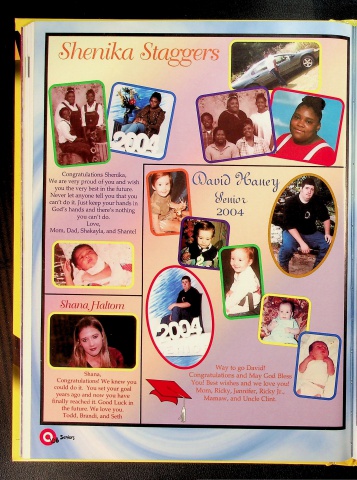 Shenika Staggers
2004
Congratulations Shenika,
We are very proud of you and wish
you the very best in the future.
Never let anyone tell you that you
can't do it. Just keep your hands in
God's hands and there's nothing
you can't do.
Love,
Mom, Dad, Shakayla, and Shantel
David Haney
Senior
2004
2004
Shana Haltom
Shana,
Congratulations! We knew you
could do it. You set your goal
years ago and now you have
finally reached it. Good Luck in
the future. We love you.
Todd, Brandi, and Seth
Way to go David!
Congratulations and May God Bless
You! Best wishes and we love you!
Mom, Ricky, Jennifer, Ricky Jr.,
Mamaw, and Uncle Clint
Seniors